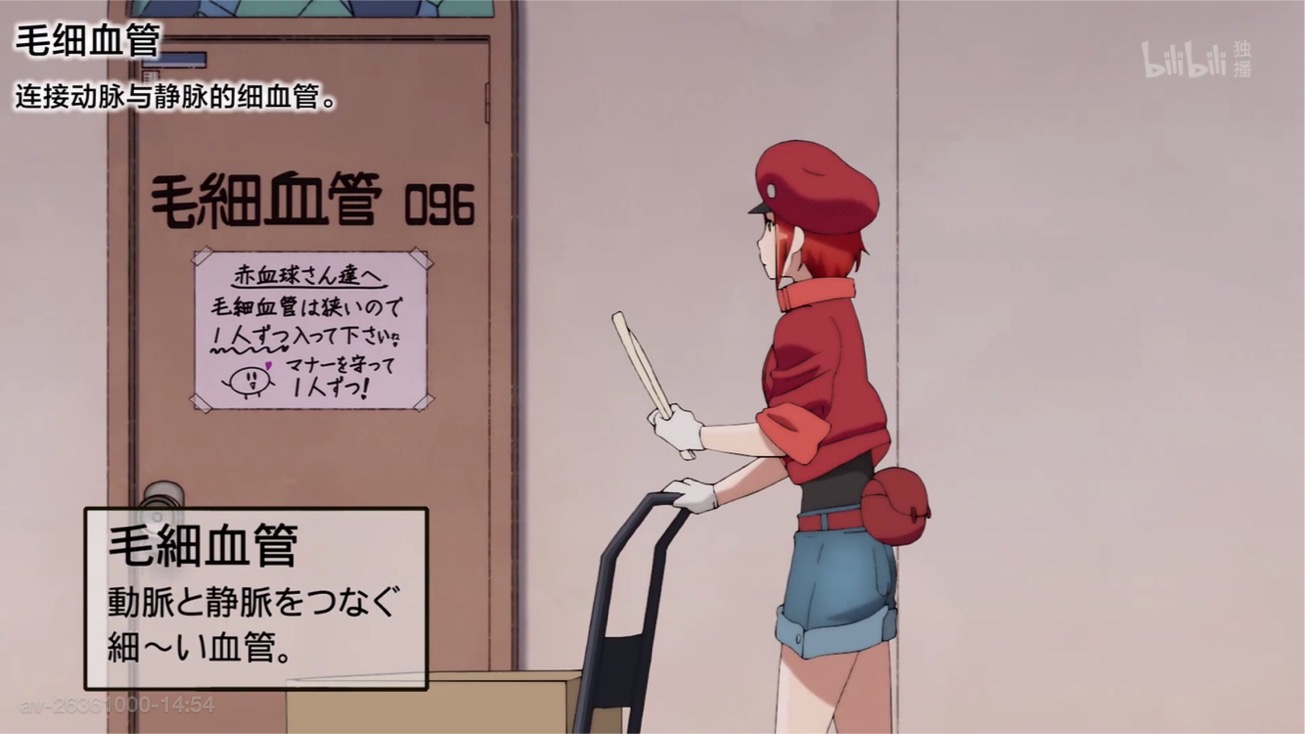 毛细血管
连接动脉与静脉的细血管。
bilibili 独播
毛細血管 096
赤血球さん達へ
毛細血管は狭いので
1人ずつ入って下さいね
マナーを守って
1人ずつ!
毛細血管
動脈と静脈をつなぐ
細〜い血管。
av-26361000-14:54